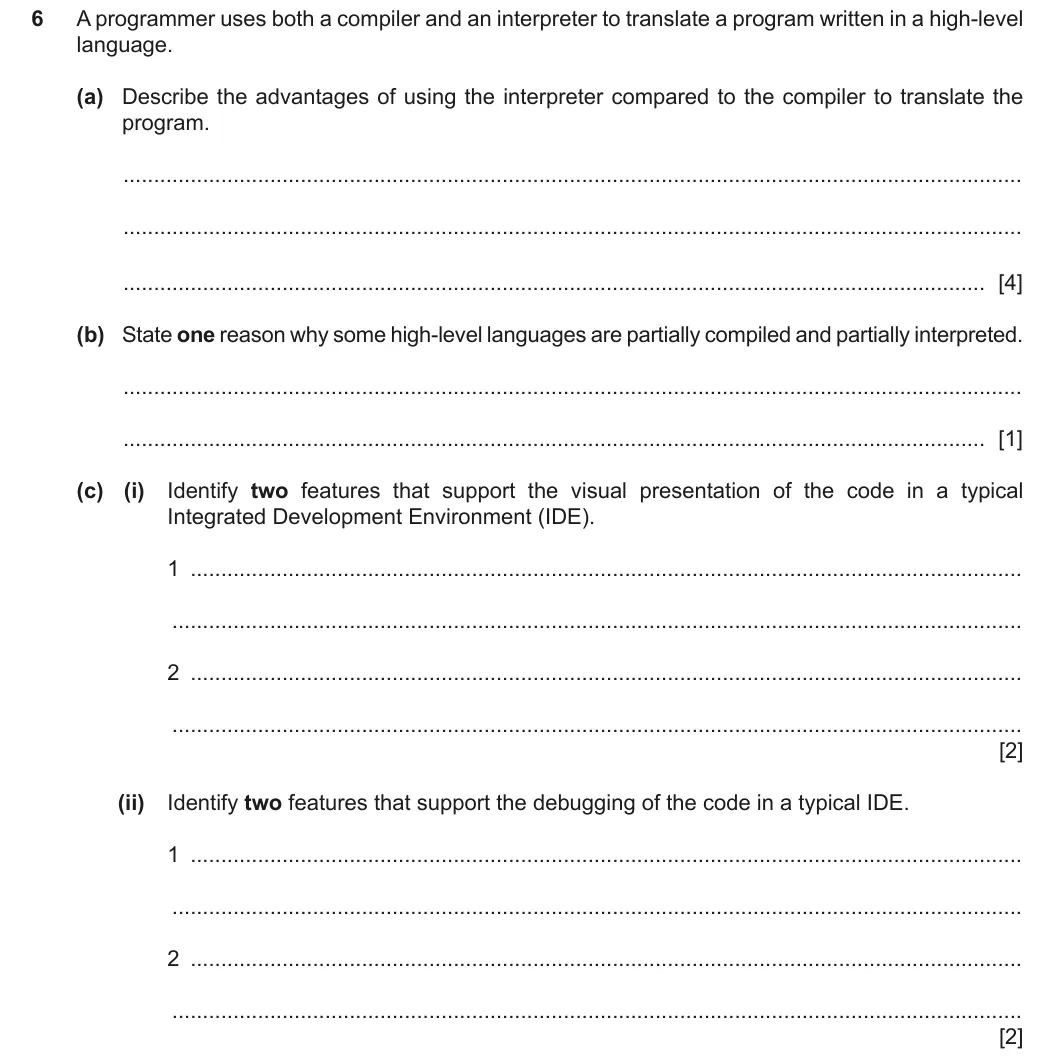 6 A programmer uses both a compiler and an interpreter to translate a program written in a high-level
language.
(a) Describe the advantages of using the interpreter compared to the compiler to translate the
program.
...................................................................................................................................................
...................................................................................................................................................
............................................................................................................................................. [4]
(b) State one reason why some high-level languages are partially compiled and partially interpreted.
...................................................................................................................................................
............................................................................................................................................. [1]
(c) (i) Identify two features that support the visual presentation of the code in a typical
Integrated Development Environment (IDE).
1 ........................................................................................................................................
...........................................................................................................................................
2 ........................................................................................................................................
...........................................................................................................................................
[2]
(ii) Identify two features that support the debugging of the code in a typical IDE.
1 ........................................................................................................................................
...........................................................................................................................................
2 ........................................................................................................................................
...........................................................................................................................................
[2]